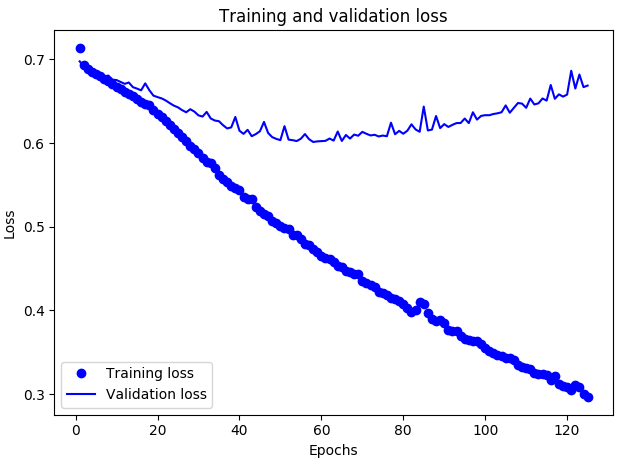 Training and validation loss
0.7
0.6
0.5
0.4
0.3
Loss
Training loss
Validation loss
0 20 40 60 80 100 120
Epochs